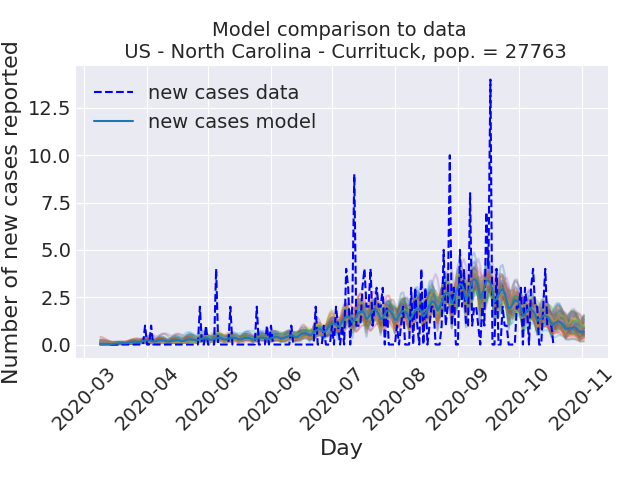 Model comparison to data
US - North Carolina - Currituck, pop. = 27763
Number of new cases reported
12.5
10.0
7.5
5.0
2.5
0.0
new cases data
new cases model
2020-03
2020-04
2020-05
2020-06
2020-07
2020-08
2020-09
2020-10
2020-11
Day